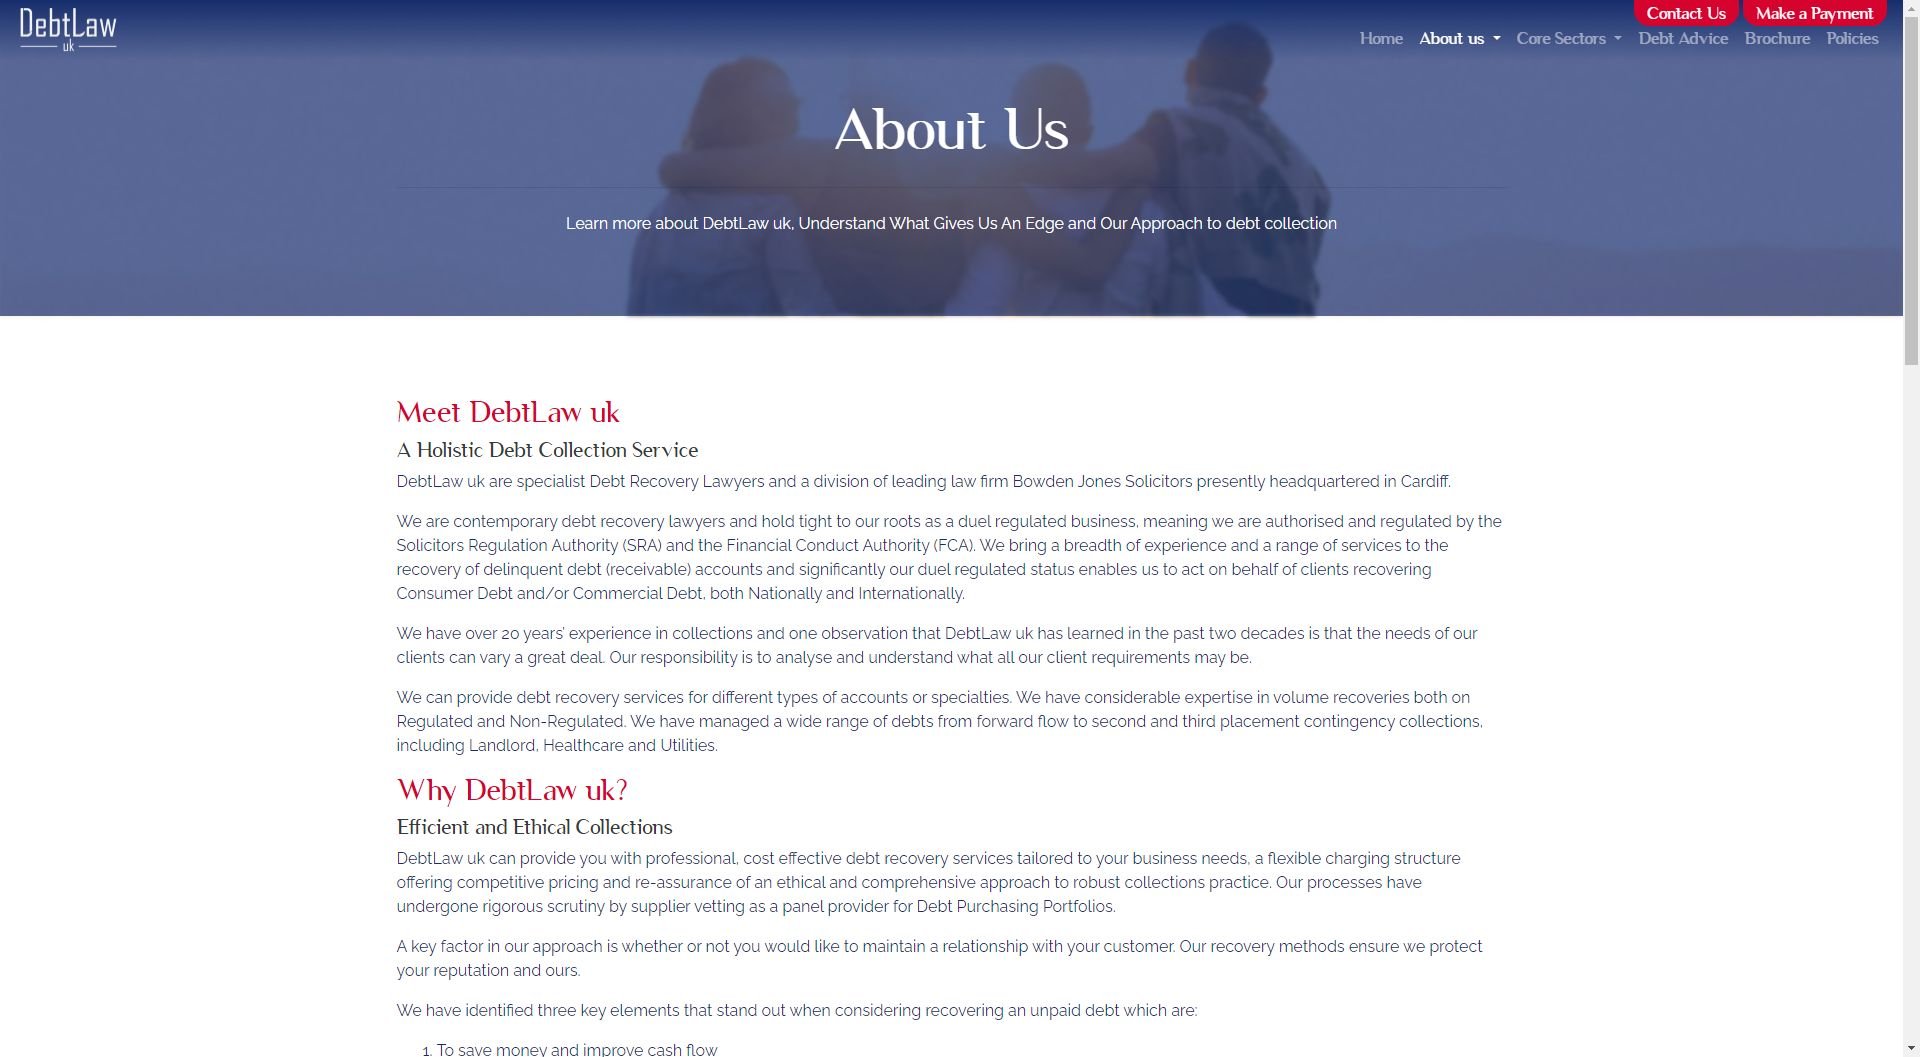 DebtLaw
uk
Contact Us
Make a Payment
Home
About us
Core Sectors
Debt Advice
Brochure
Policies
About Us
Learn more about DebtLaw uk, Understand What Gives Us An Edge and Our Approach to debt collection
Meet DebtLaw uk
A Holistic Debt Collection Service
DebtLaw uk are specialist Debt Recovery Lawyers and a division of leading law firm Bowden Jones Solicitors presently headquartered in Cardiff.
We are contemporary debt recovery lawyers and hold tight to our roots as a duel regulated business, meaning we are authorised and regulated by the
Solicitors Regulation Authority (SRA) and the Financial Conduct Authority (FCA). We bring a breadth of experience and a range of services to the
recovery of delinquent debt (receivable) accounts and significantly our duel regulated status enables us to act on behalf of clients recovering
Consumer Debt and/or Commercial Debt, both Nationally and Internationally.
We have over 20 years' experience in collections and one observation that DebtLaw uk has learned in the past two decades is that the needs of our
clients can vary a great deal. Our responsibility is to analyse and understand what all our client requirements may be.
We can provide debt recovery services for different types of accounts or specialties. We have considerable expertise in volume recoveries both on
Regulated and Non-Regulated. We have managed a wide range of debts from forward flow to second and third placement contingency collections,
including Landlord, Healthcare and Utilities.
Why DebtLaw uk?
Efficient and Ethical Collections
DebtLaw uk can provide you with professional, cost effective debt recovery services tailored to your business needs, a flexible charging structure
offering competitive pricing and re-assurance of an ethical and comprehensive approach to robust collections practice. Our processes have
undergone rigorous scrutiny by supplier vetting as a panel provider for Debt Purchasing Portfolios.
A key factor in our approach is whether or not you would like to maintain a relationship with your customer. Our recovery methods ensure we protect
your reputation and ours.
We have identified three key elements that stand out when considering recovering an unpaid debt which are:
1. To save money and improve cash flow